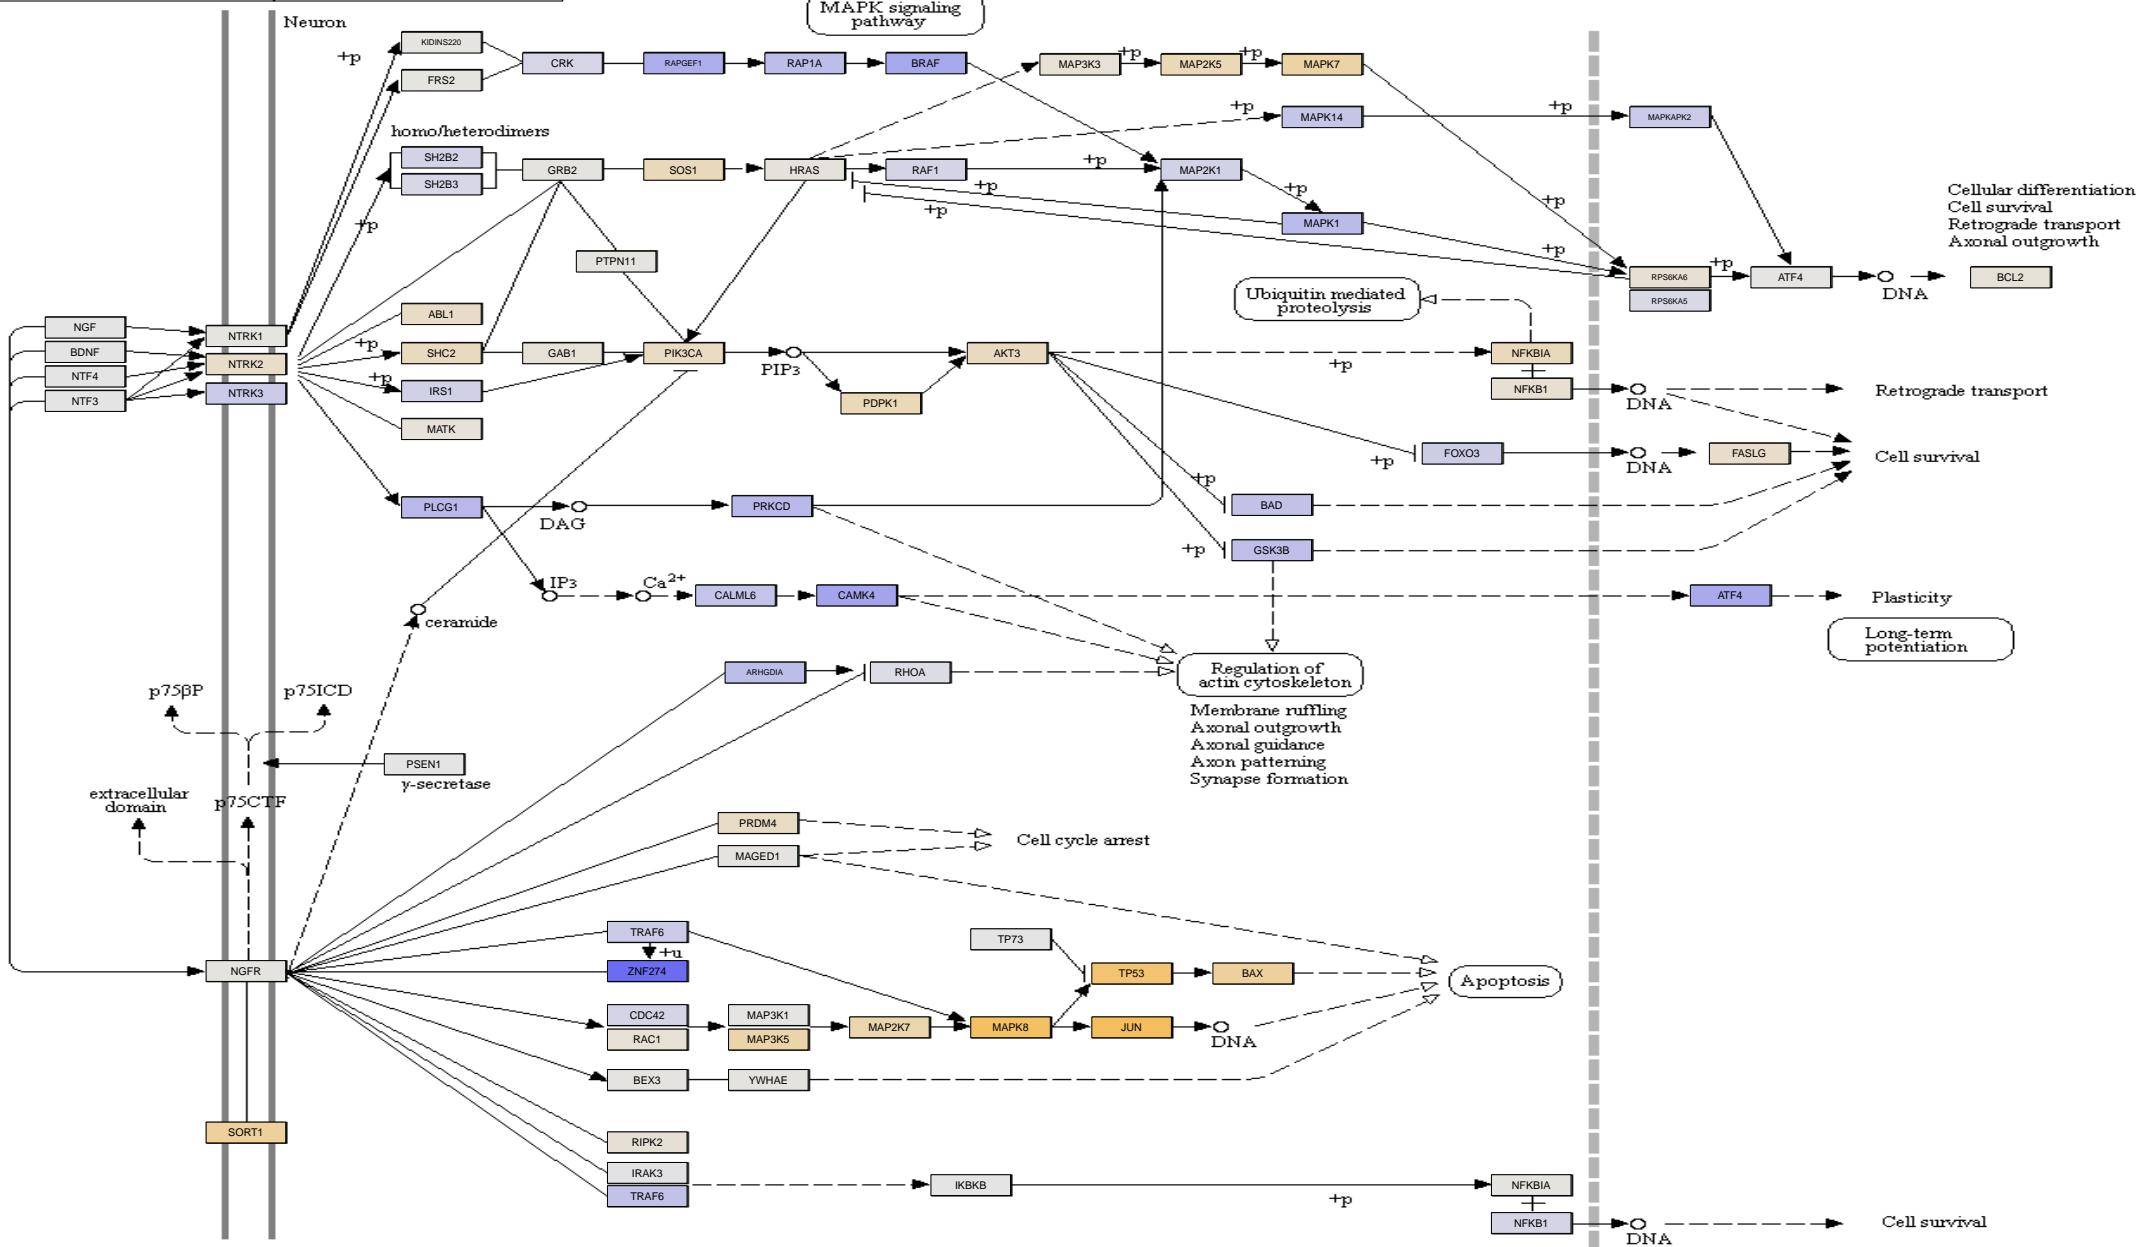 MAPK signaling
pathway
Neuron
+p
KIDINS220
FRS2
CRK
RAPGEF1
RAP1A
BRAF
MAP3K3
+p
MAP2K5
+p
MAPK7
+p
MAPK14
+p
MAPKAPK2
homo/heterodimers
SH2B2
SH2B3
GRB2
SOS1
HRAS
RAF1
+p
MAP2K1
+p
+p
+p
+p
+p
MAPK1
+p
PTPN11
Cellular differentiation
Cell survival
Retrograde transport
Axonal outgrowth
RPS6KA6
RPS6KA5
+p
ATF4
DNA
BCL2
Ubiquitin mediated
proteolysis
NGF
BDNF
NTF4
NTF3
NTRK1
NTRK2
NTRK3
ABL1
+p
SHC2
GAB1
PIK3CA
PIP3
AKT3
+p
NFKBIA
+p
IRS1
PDPK1
NFKB1
DNA
Retrograde transport
MATK
+p
FOXO3
DNA
FASLG
Cell survival
PLCG1
DAG
PRKCD
+p
BAD
+p
GSK3B
IP3
Ca2+
CALML6
CAMK4
ATF4
Plasticity
ceramide
Long-term
potentiation
ARHGDIA
RHOA
Regulation of
actin cytoskeleton
p75βP
p75ICD
Membrane ruffling
Axonal outgrowth
Axonal guidance
Axon patterning
Synapse formation
PSEN1
γ-secretase
extracellular
domain
p75CTF
PRDM4
MAGED1
Cell cycle arrest
TRAF6
+u
ZNF274
TP73
TP53
BAX
NGFR
Apoptosis
CDC42
RAC1
MAP3K1
MAP3K5
MAP2K7
MAPK8
JUN
DNA
BEX3
YWHAE
SORT1
RIPK2
IRAK3
TRAF6
IKBKB
+p
NFKBIA
NFKB1
DNA
Cell survival